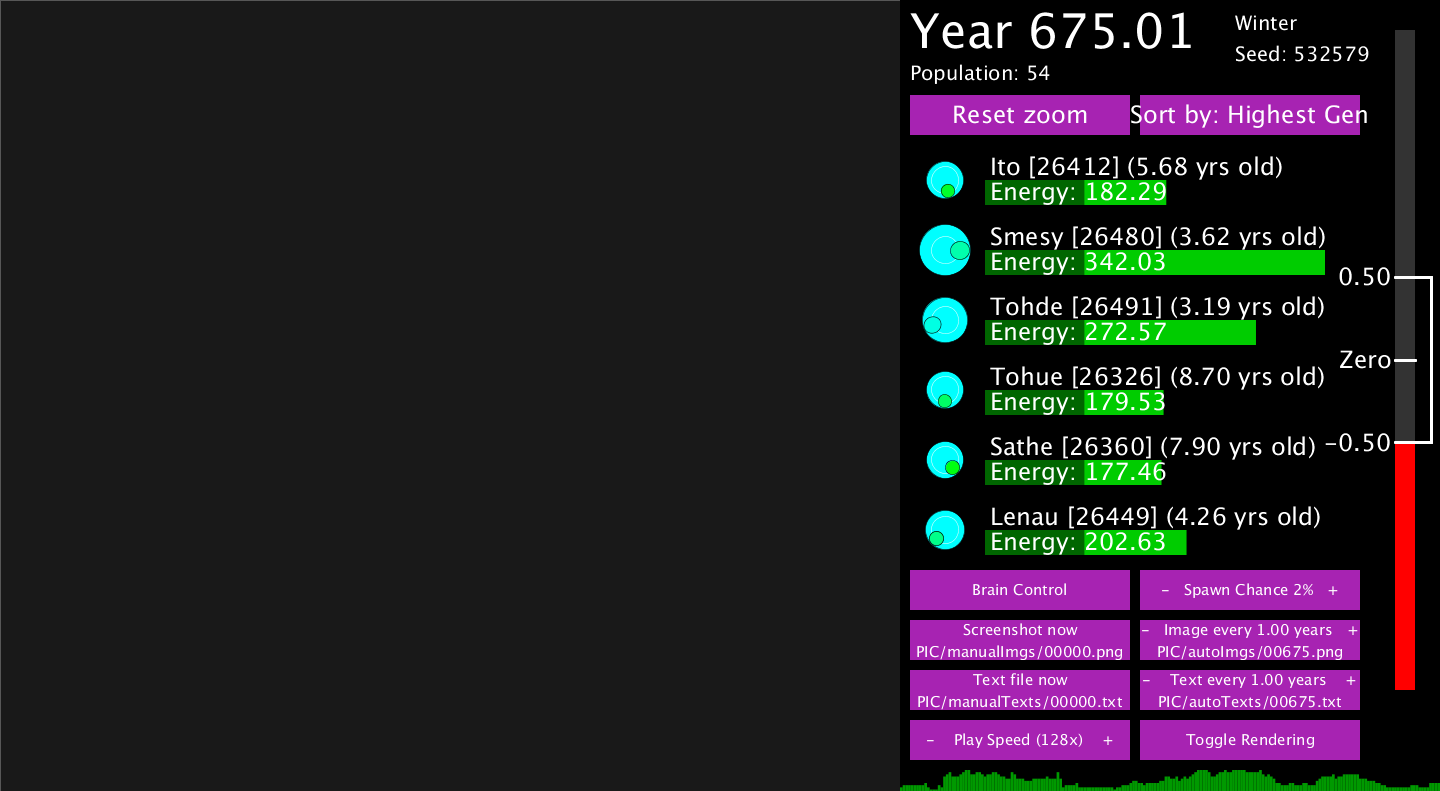 Year 675.01
Winter
Seed: 532579
Population: 54
Reset zoom
Sort by: Highest Gen
Ito [26412] (5.68 yrs old)
Energy: 182.29
Smesy [26480] (3.62 yrs old)
Energy: 342.03
Tohde [26491] (3.19 yrs old)
Energy: 272.57
Tohue [26326] (8.70 yrs old)
Energy: 179.53
Sathe [26360] (7.90 yrs old)
Energy: 177.46
Lenau [26449] (4.26 yrs old)
Energy: 202.63
0.50
Zero
−0.50
Brain Control
- Spawn Chance 2% +
Screenshot now
PIC/manualImgs/00000.png
- Image every 1.00 years +
PIC/autoImgs/00675.png
Text file now
PIC/manualTexts/00000.txt
- Text every 1.00 years +
PIC/autoTexts/00675.txt
- Play Speed (128x) +
Toggle Rendering